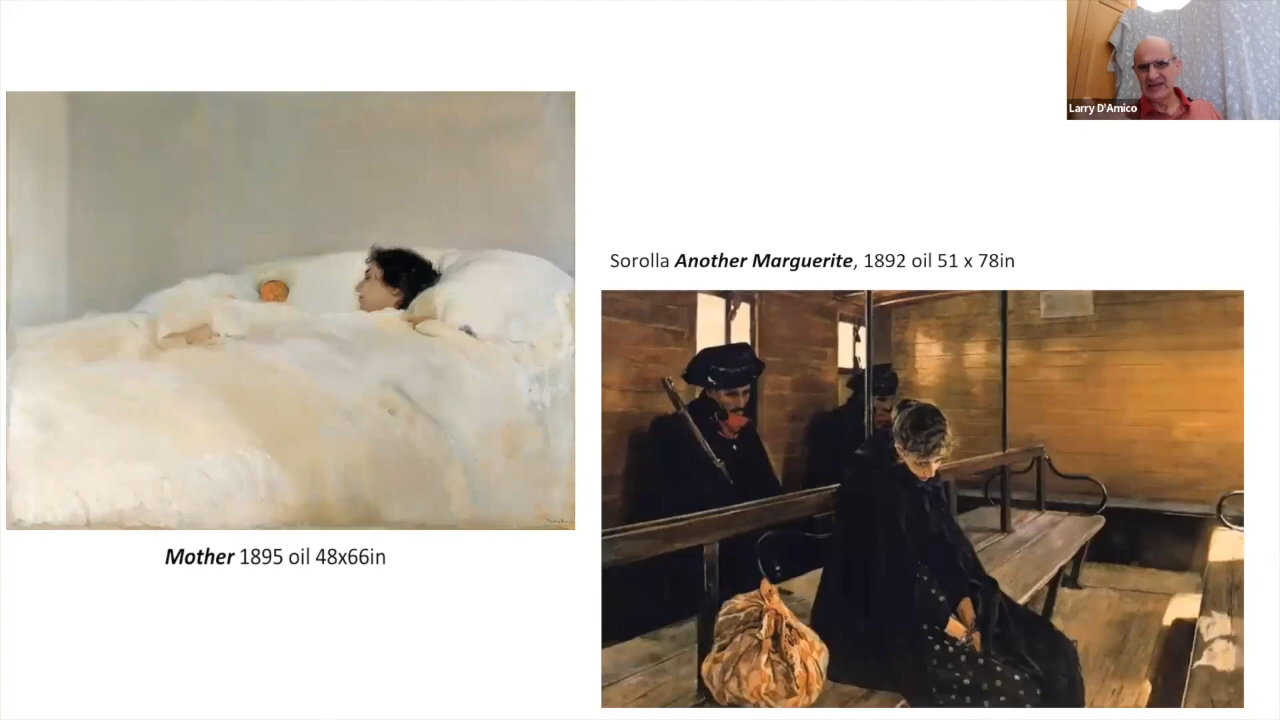 Larry D'Amico
Sorolla Another Marguerite, 1892 oil 51 x 78in
Mother 1895 oil 48x66in